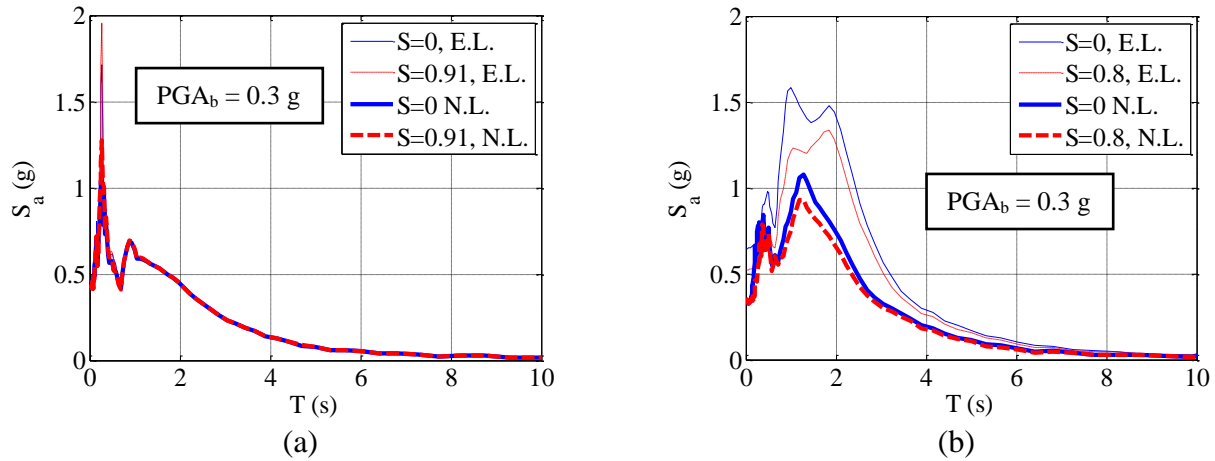 2
1.5
1
0.5
0
S_a (g)
PGA_b = 0.3 g
S=0, E.L.
S=0.91, E.L.
S=0 N.L.
S=0.91, N.L.
0 2 4 6 8 10
T (s)
(a)
2
1.5
1
0.5
0
S_a (g)
S=0, E.L.
S=0.8, E.L.
S=0 N.L.
S=0.8, N.L.
PGA_b = 0.3 g
0 2 4 6 8 10
T (s)
(b)